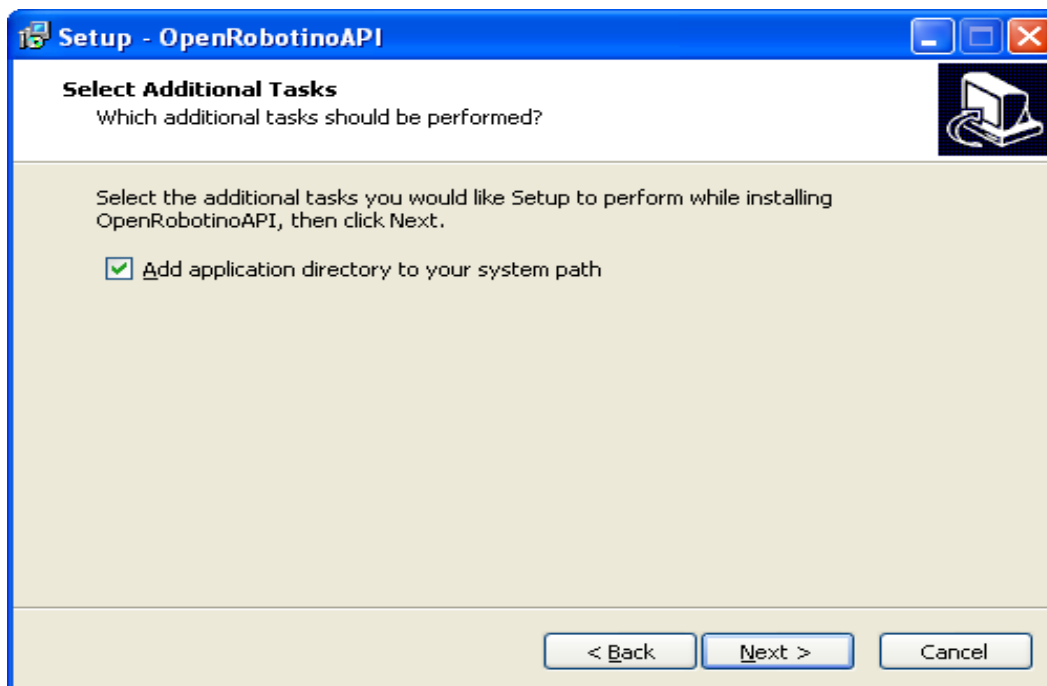 Setup - OpenRobotinoAPI
Select Additional Tasks
Which additional tasks should be performed?
Select the additional tasks you would like Setup to perform while installing
OpenRobotinoAPI, then click Next.
Add application directory to your system path
< Back
Next >
Cancel